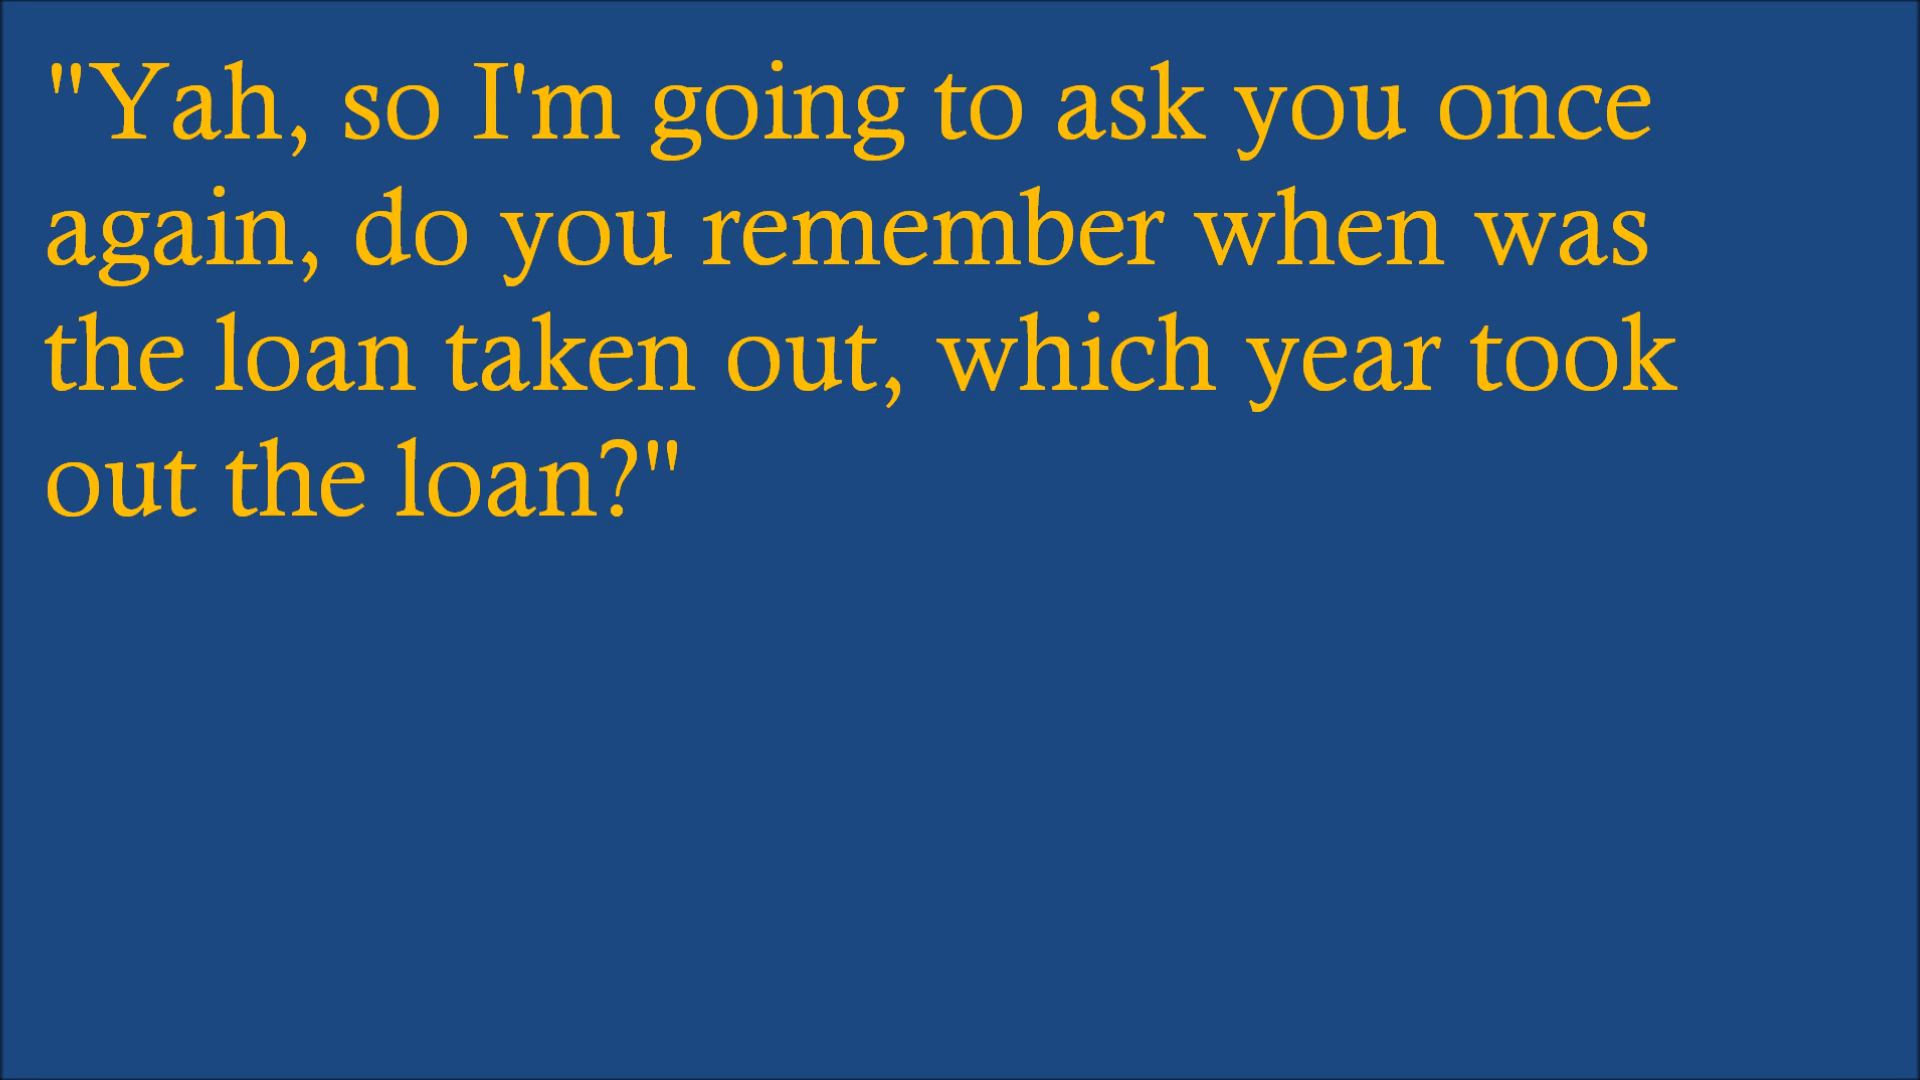 "Yah, so I'm going to ask you once
again, do you remember when was
the loan taken out, which year took
out the loan?"